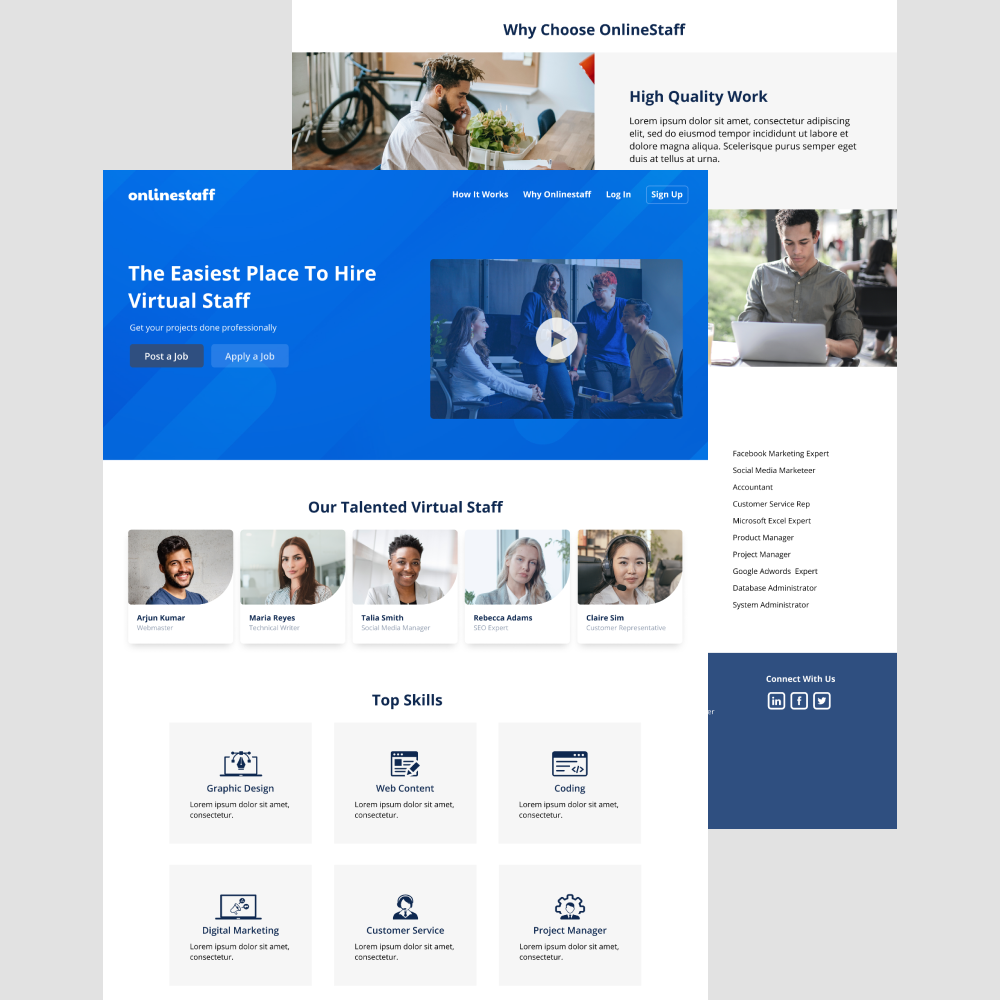 Why Choose OnlineStaff
High Quality Work
Lorem ipsum dolor sit amet, consectetur adipiscing
elit, sed do eiusmod tempor incididunt ut labore et
dolore magna aliqua. Scelerisque purus semper eget
duis at tellus at urna.
onlinestaff
How It Works
Why Onlinestaff
Log In
Sign Up
The Easiest Place To Hire
Virtual Staff
Get your projects done professionally
Post a Job
Apply a Job
Our Talented Virtual Staff
Arjun Kumar
Webmaster
Maria Reyes
Technical Writer
Talia Smith
Social Media Manager
Rebecca Adams
SEO Expert
Claire Sim
Customer Representative
Top Skills
Graphic Design
Lorem ipsum dolor sit amet,
consectetur.
Web Content
Lorem ipsum dolor sit amet,
consectetur.
Coding
Lorem ipsum dolor sit amet,
consectetur.
Digital Marketing
Lorem ipsum dolor sit amet,
consectetur.
Customer Service
Lorem ipsum dolor sit amet,
consectetur.
Project Manager
Lorem ipsum dolor sit amet,
consectetur.
Facebook Marketing Expert
Social Media Marketeer
Accountant
Customer Service Rep
Microsoft Excel Expert
Product Manager
Project Manager
Google Adwords  Expert
Database Administrator
System Administrator
er
Connect With Us
in
f